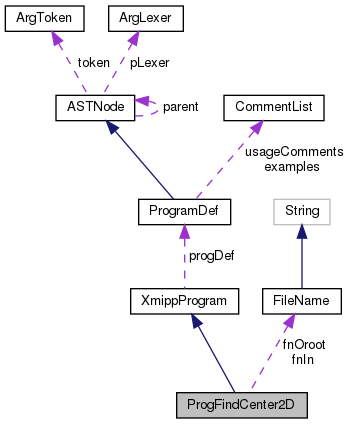 ArgToken
ArgLexer
token
pLexer
ASTNode
parent
CommentList
usageComments
examples
ProgramDef
String
progDef
XmippProgram
FileName
fnOroot
fnIn
ProgFindCenter2D